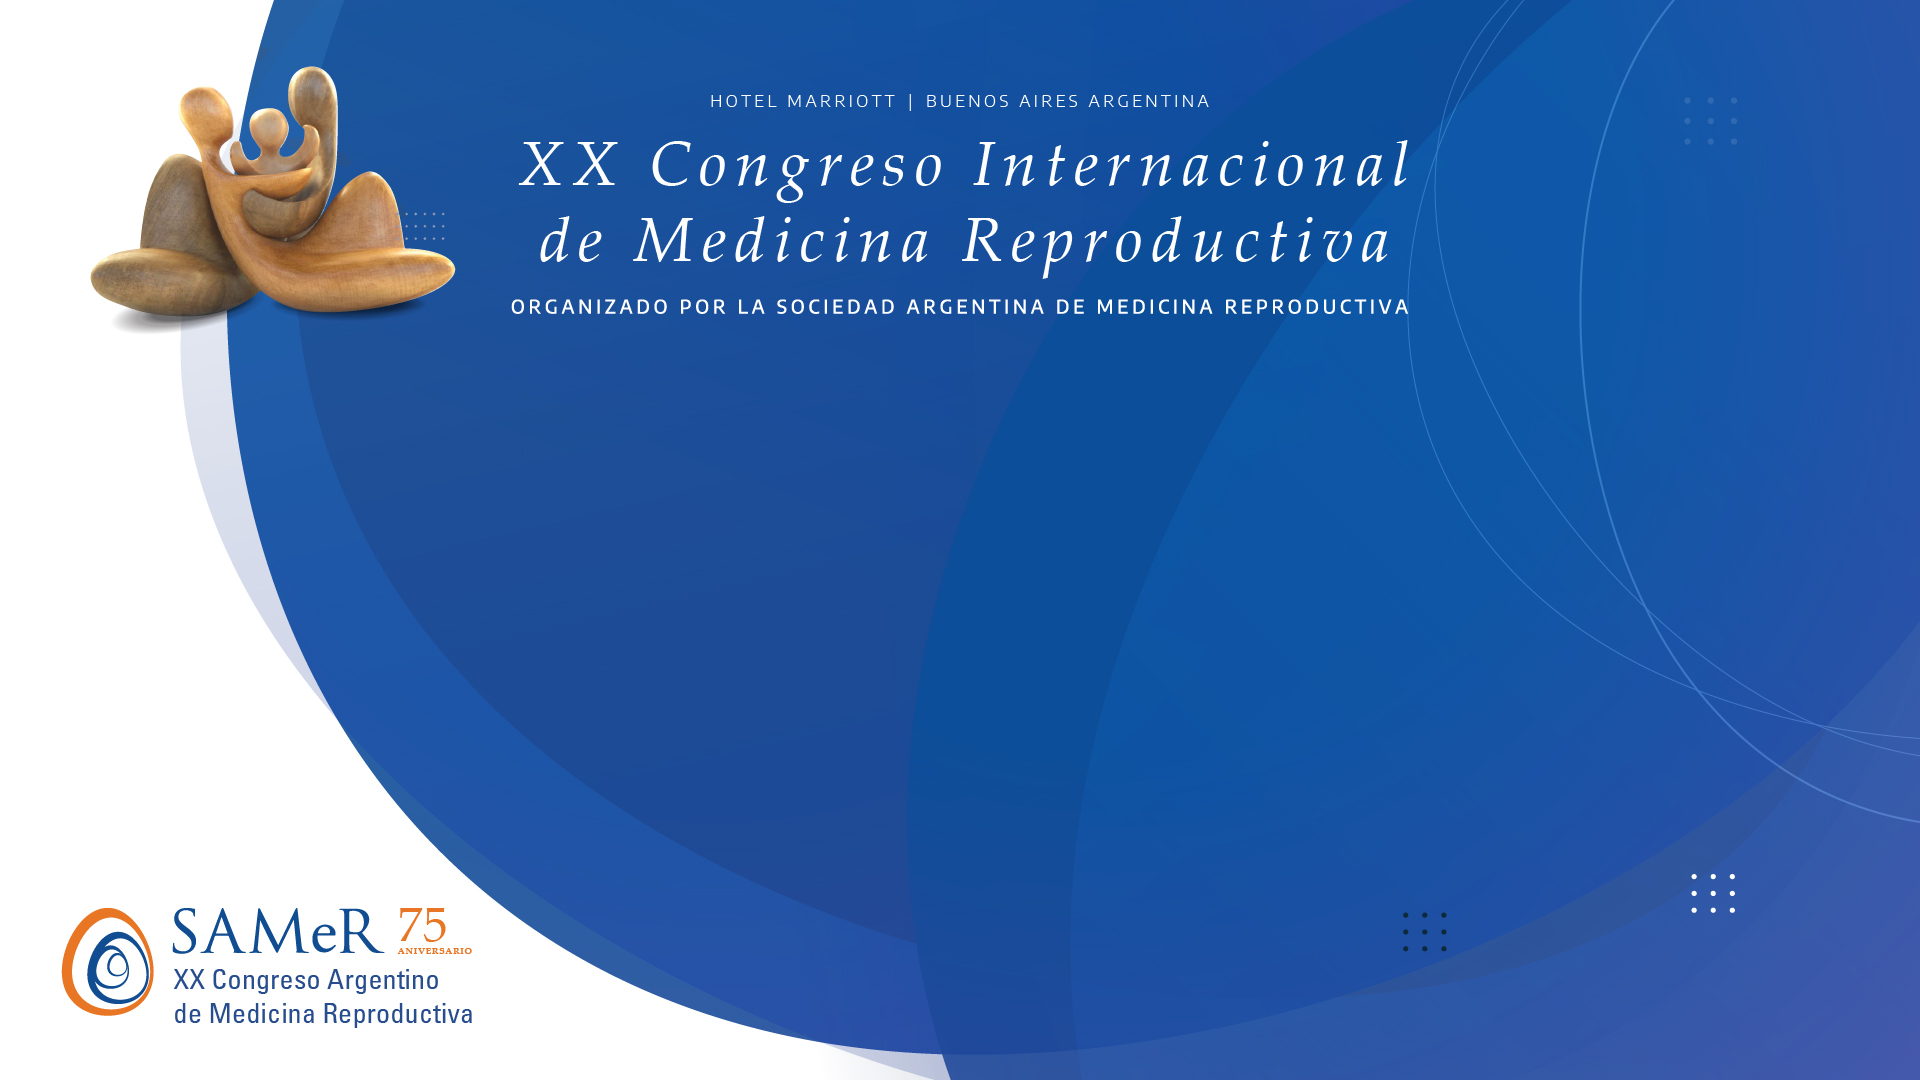 HOTEL MARRIOTT | BUENOS AIRES ARGENTINA
XX Congreso Internacional
de Medicina Reproductiva
ORGANIZADO POR LA SOCIEDAD ARGENTINA DE MEDICINA REPRODUCTIVA
SAMeR 75
ANIVERSARIO
XX Congreso Argentino
de Medicina Reproductiva